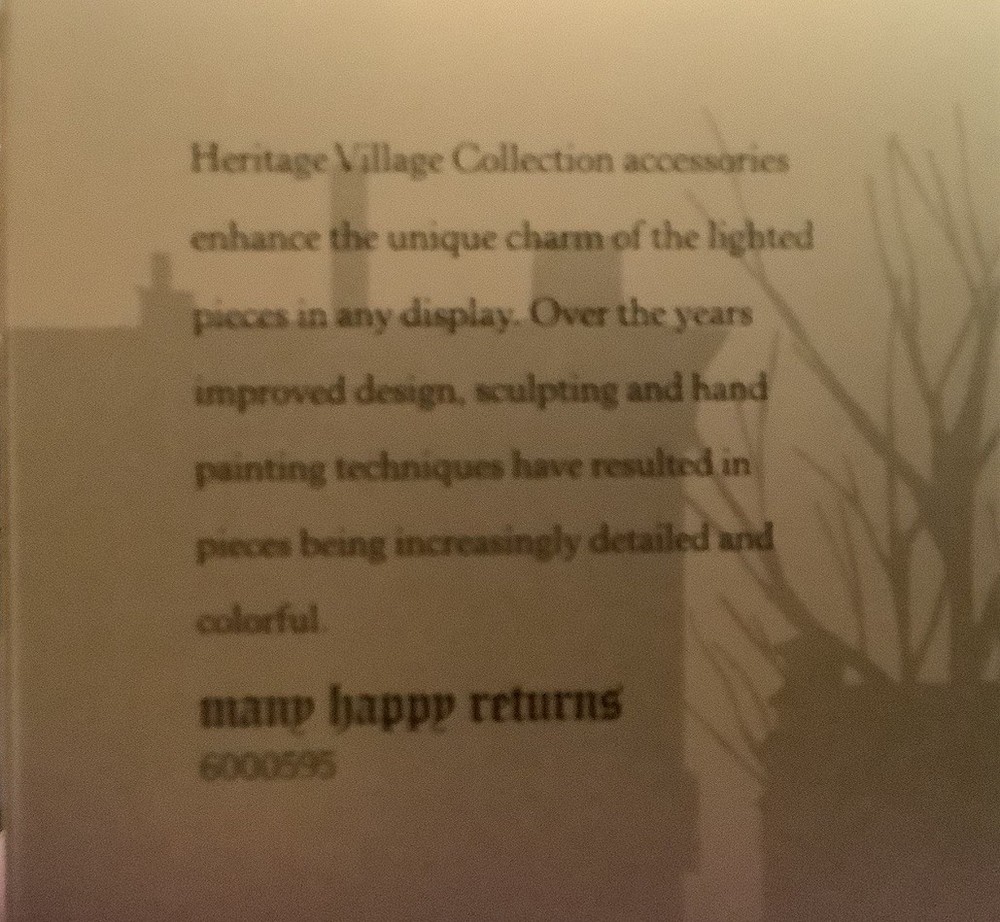 Heritage Village Collection accessories
enhance the unique charm of the lighted
pieces in any display. Over the years
improved design, sculpting and hand
painting techniques have resulted in
pieces being increasingly detailed and
colorful.
many happy returns
6000595